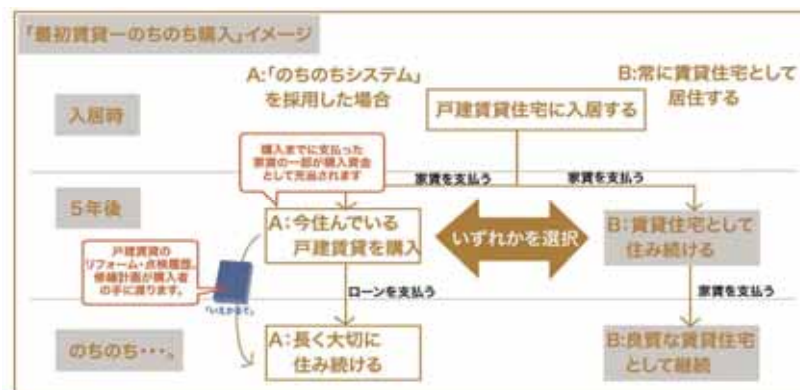 「最初賃貸ーのちのち購入」イメージ
A:「のちのちシステム」
を採用した場合
B:常に賃貸住宅として
居住する
入居時
戸建賃貸住宅に入居する
購入までに支払った
家賃の一部が購入資金
として充当されます
家賃を支払う
家賃を支払う
5年後
A:今住んでいる
戸建賃貸を購入
いずれかを選択
B:賃貸住宅として
住み続ける
戸建賃貸の
リフォーム・点検履歴、
修繕計画が購入者
の手に渡ります。
「いえかるて」
ローンを支払う
家賃を支払う
のちのち・・・。
A:長く大切に
住み続ける
B:良質な賃貸住宅
として継続